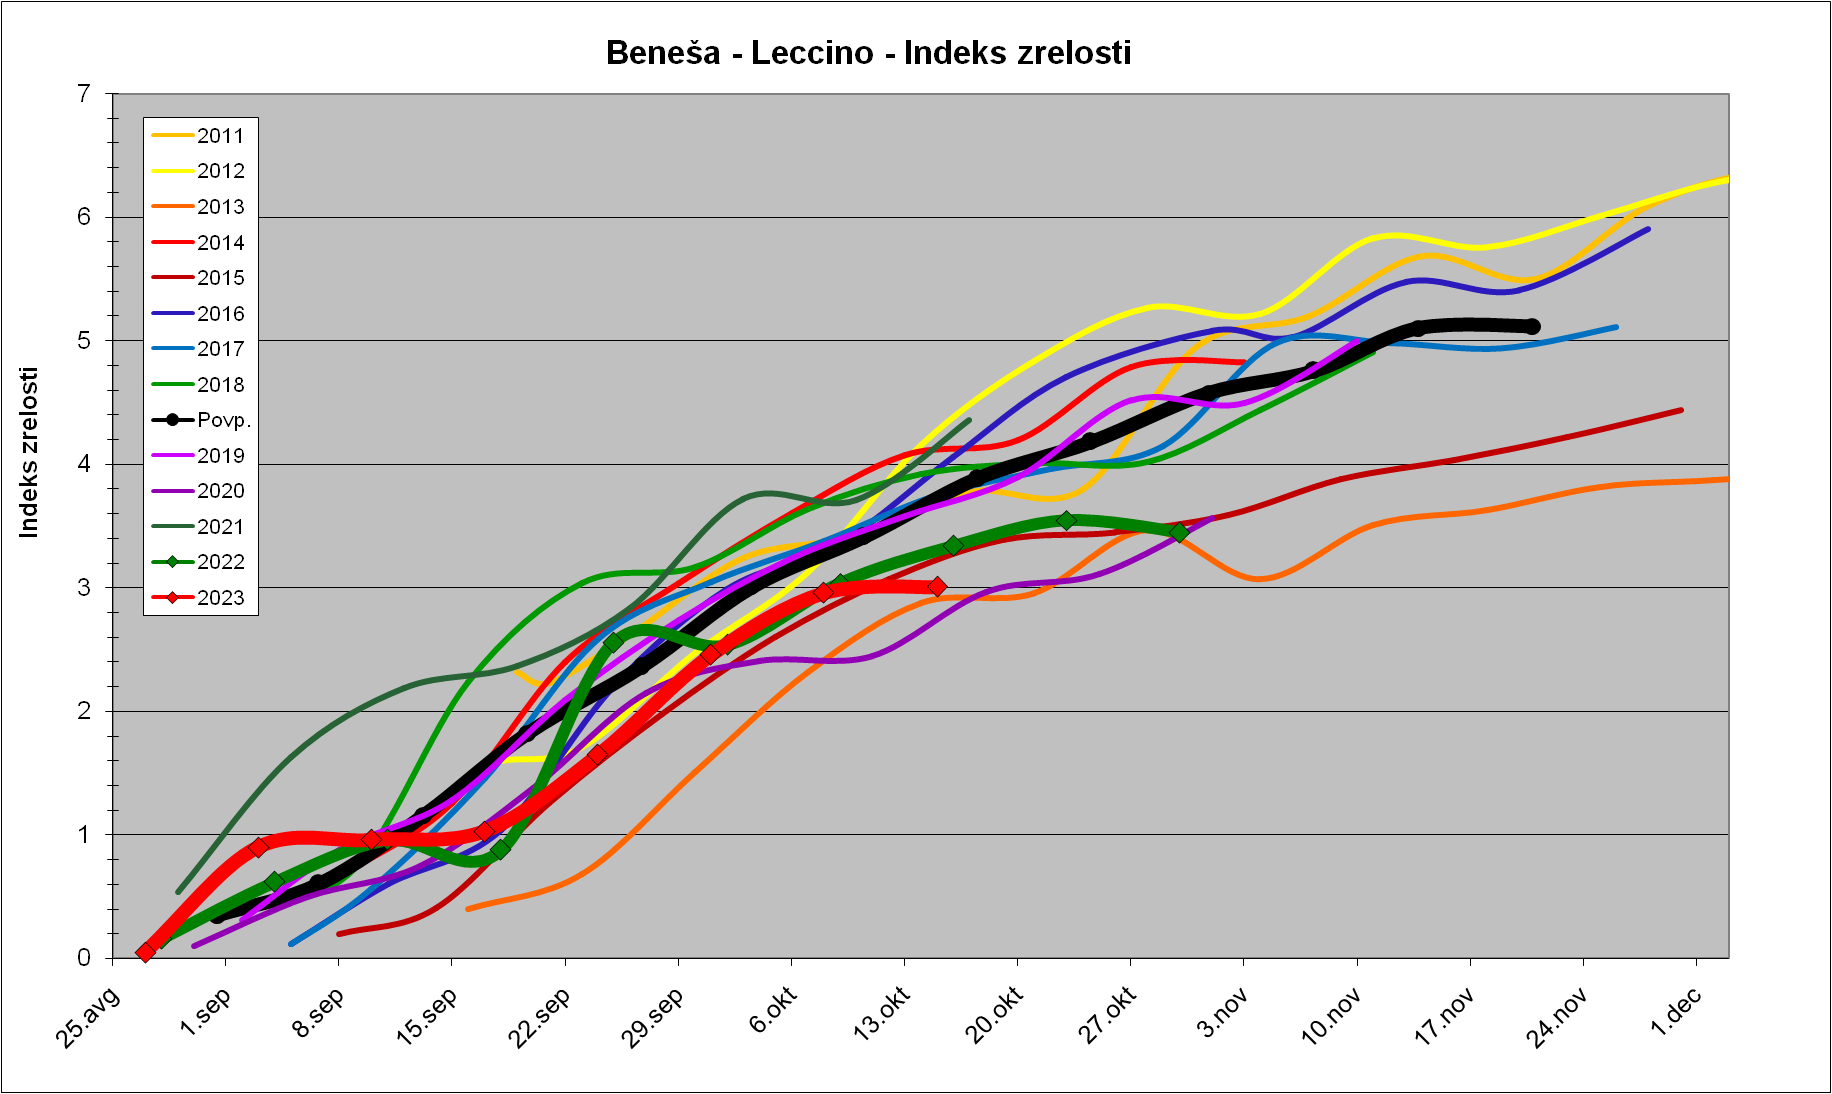 Beneša - Leccino - Indeks zrelosti
Indeks zrelosti
7
6
5
4
3
2
1
0
2011
2012
2013
2014
2015
2016
2017
2018
Povp.
2019
2020
2021
2022
2023
25.avg
1.sep
8.sep
15.sep
22.sep
29.sep
6.okt
13.okt
20.okt
27.okt
3.nov
10.nov
17.nov
24.nov
1.dec